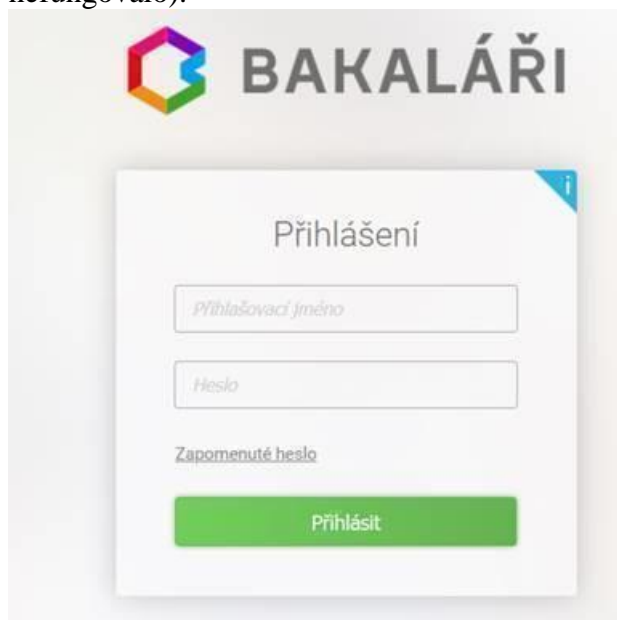 BAKALÁŘI
i
Přihlášení
Přihlašovací jméno
Heslo
Zapomenuté heslo
Přihlásit